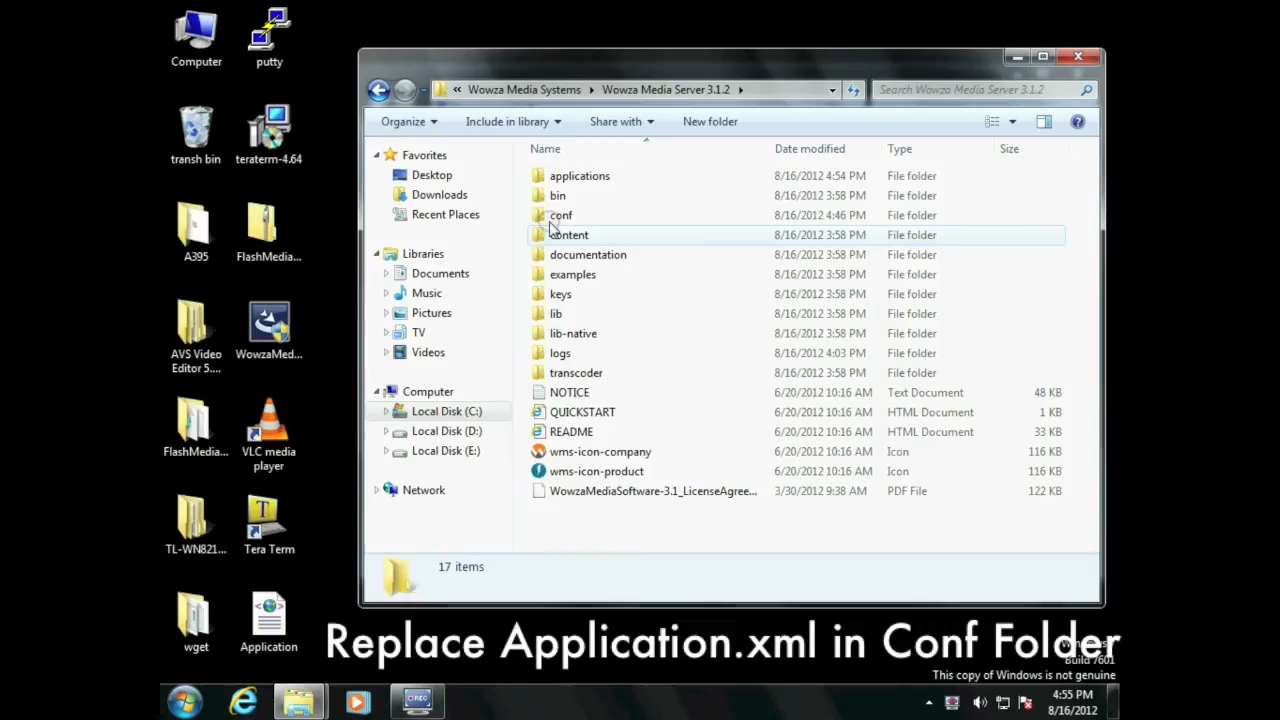 Computer
putty
transh bin
teraterm-4.64
A395
FlashMedia...
AVS Video
Editor 5....
WowzaMed...
FlashMedia...
VLC media
player
TL-WN821...
Tera Term
wget
Application
« Wowza Media Systems Wowza Media Server 3.1.2
Search Wowza Media Server 3.1.2
Organize Include in library Share with New folder
Favorites
Desktop
Downloads
Recent Places
Libraries
Documents
Music
Pictures
TV
Videos
Computer
Local Disk (C:)
Local Disk (D:)
Local Disk (E:)
Network
Name Date modified Type Size
applications 8/16/2012 4:54 PM File folder
bin 8/16/2012 3:58 PM File folder
conf 8/16/2012 4:46 PM File folder
content 8/16/2012 3:58 PM File folder
documentation 8/16/2012 3:58 PM File folder
examples 8/16/2012 3:58 PM File folder
keys 8/16/2012 3:58 PM File folder
lib 8/16/2012 3:58 PM File folder
lib-native 8/16/2012 3:58 PM File folder
logs 8/16/2012 4:03 PM File folder
transcoder 8/16/2012 3:58 PM File folder
NOTICE 6/20/2012 10:16 AM Text Document 48 KB
QUICKSTART 6/20/2012 10:16 AM HTML Document 1 KB
README 6/20/2012 10:16 AM HTML Document 33 KB
wms-icon-company 6/20/2012 10:16 AM Icon 116 KB
wms-icon-product 6/20/2012 10:16 AM Icon 116 KB
WowzaMediaSoftware-3.1_LicenseAgree... 3/30/2012 9:38 AM PDF File 122 KB
17 items
Replace Application.xml in Conf Folder
Build 7601
This copy of Windows is not genuine
REC
4:55 PM
8/16/2012